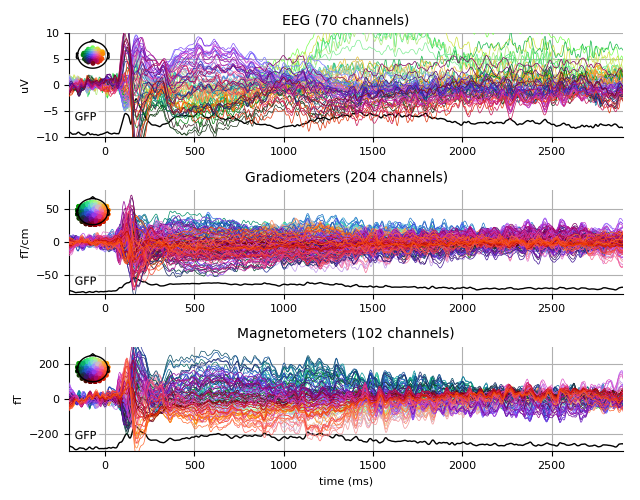 EEG (70 channels)
10
5
0
−5
−10
uV
GFP
0 500 1000 1500 2000 2500
Gradiometers (204 channels)
50
0
−50
fT/cm
GFP
0 500 1000 1500 2000 2500
Magnetometers (102 channels)
200
0
−200
fT
GFP
0 500 1000 1500 2000 2500
time (ms)